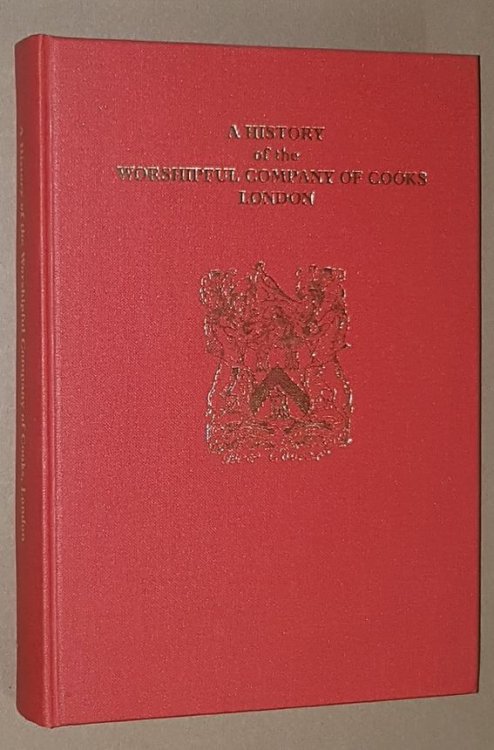 A HISTORY
of the
WORSHIPFUL COMPANY OF COOKS
LONDON
A History of the Worshipful Company of Cooks, London